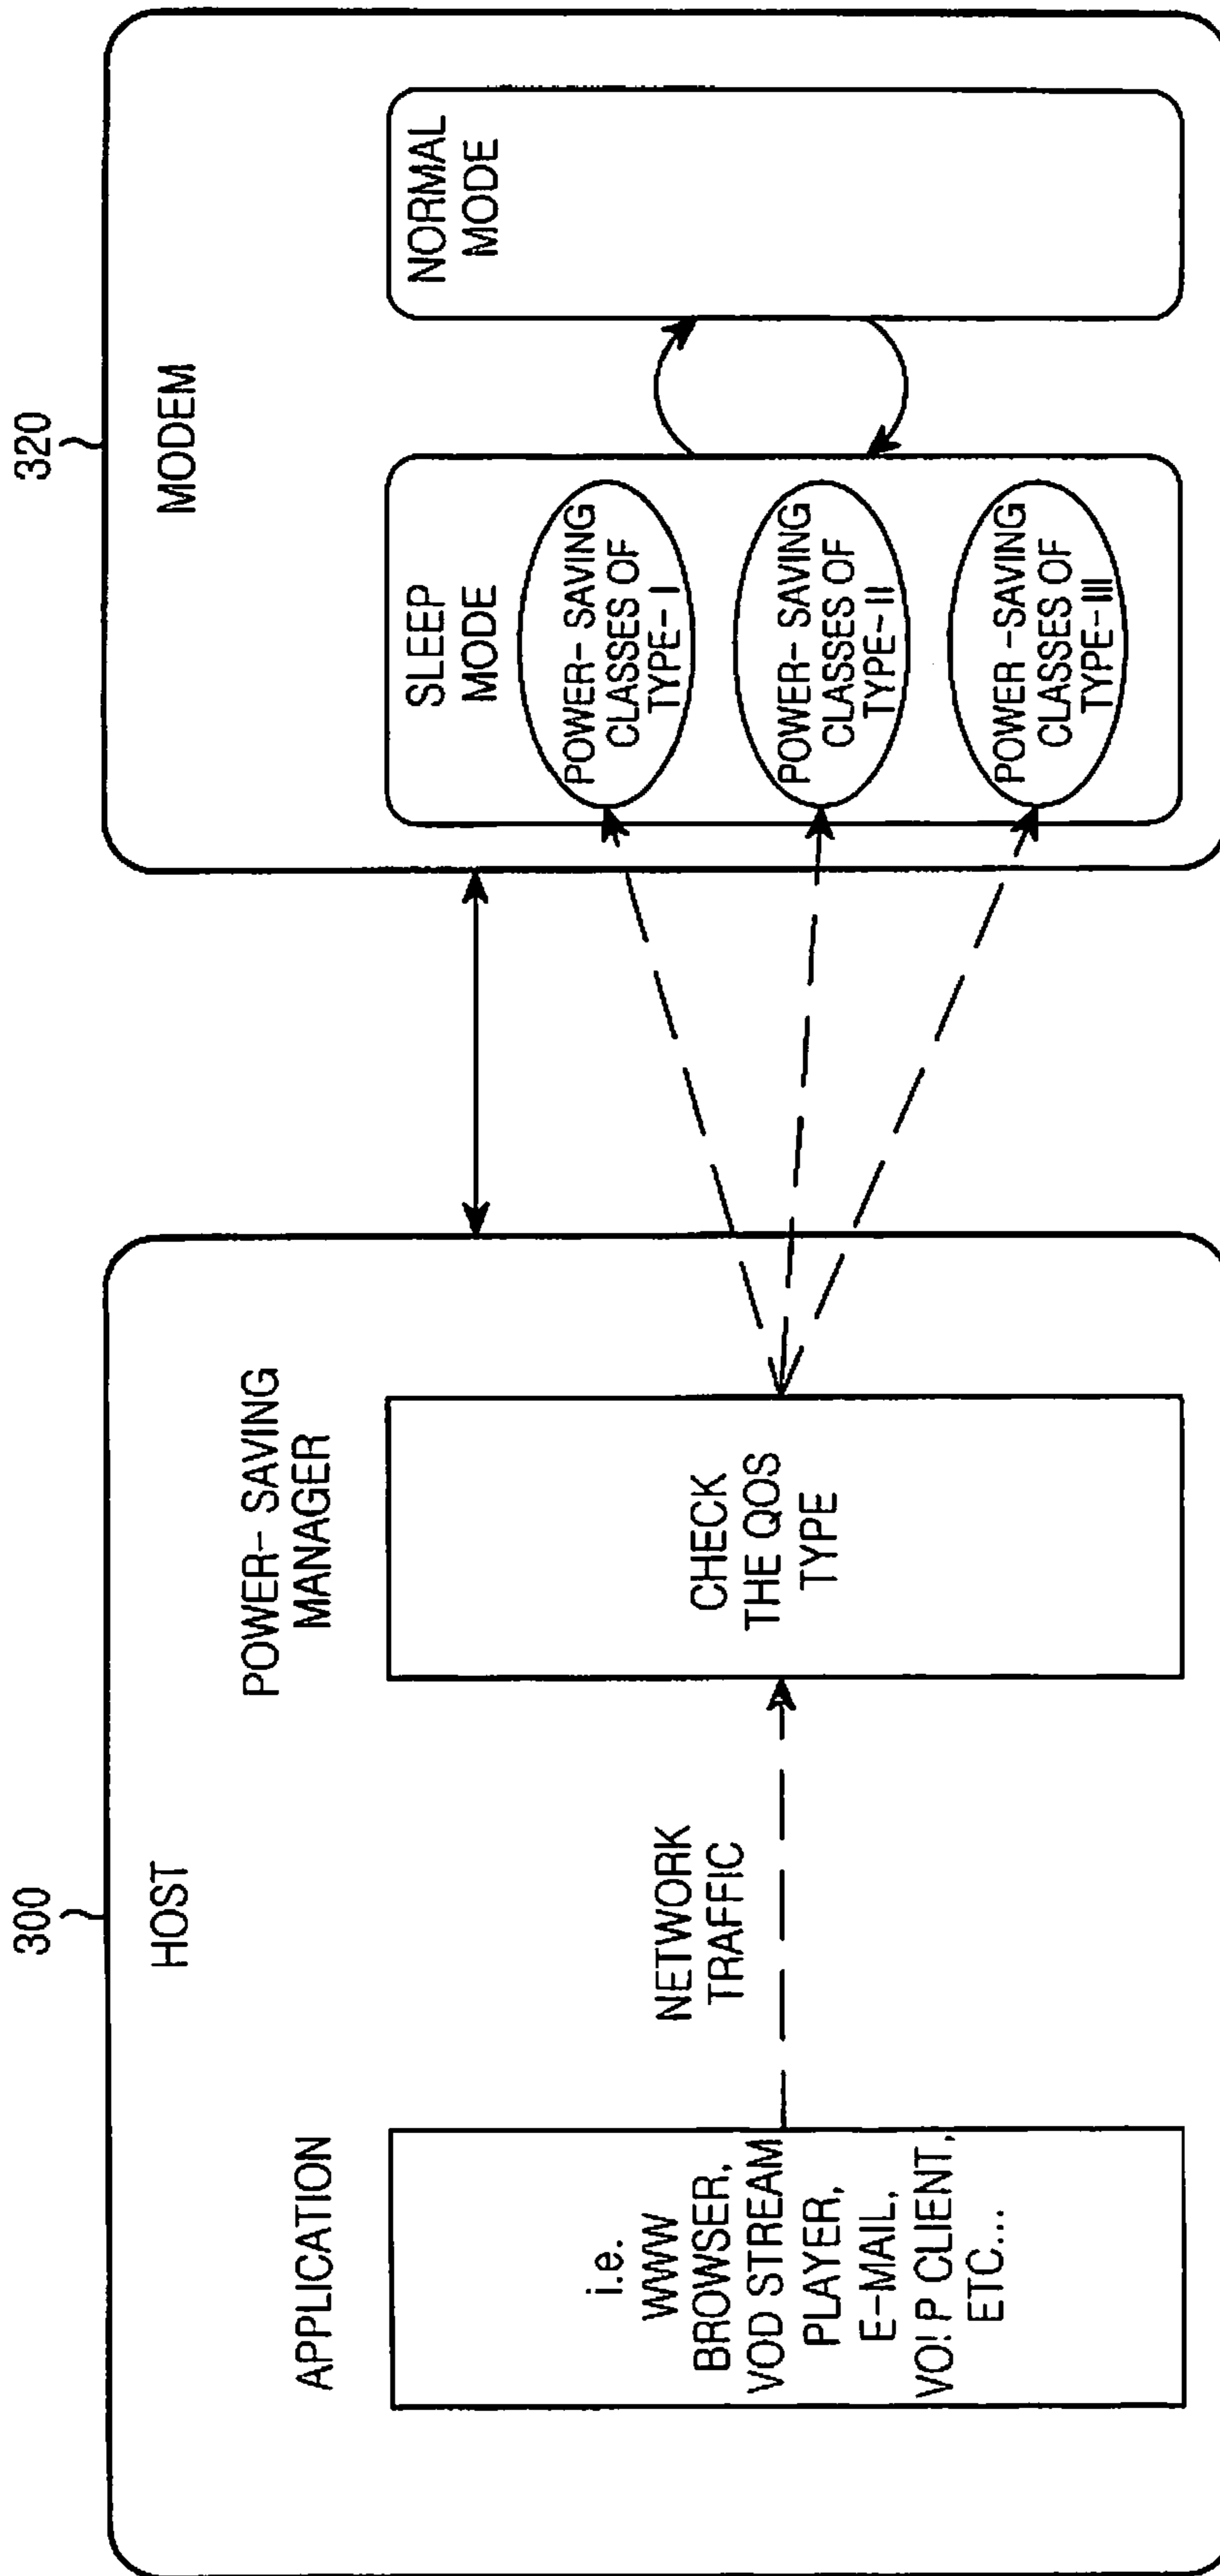 300
HOST
APPLICATION
i.e.
WWW
BROWSER,
VOD STREAM
PLAYER,
E-MAIL,
VO!P CLIENT,
ETC...
NETWORK
TRAFFIC
POWER- SAVING
MANAGER
CHECK
THE QOS
TYPE
320
MODEM
SLEEP
MODE
POWER- SAVING
CLASSES OF
TYPE- I
POWER- SAVING
CLASSES OF
TYPE- II
POWER -SAVING
CLASSES OF
TYPE-III
NORMAL
MODE